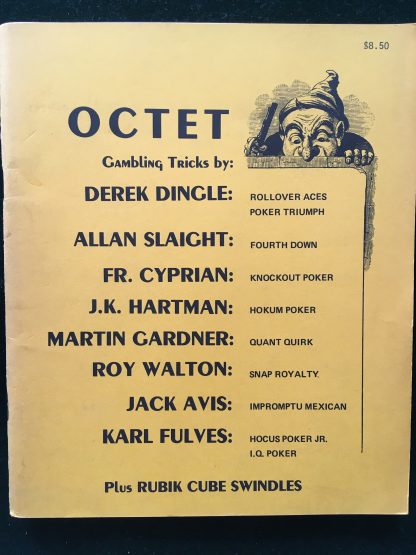 $8.50
OCTET
Gambling Tricks by:
DEREK DINGLE: ROLLOVER ACES
POKER TRIUMPH
ALLAN SLAIGHT: FOURTH DOWN
FR. CYPRIAN: KNOCKOUT POKER
J.K. HARTMAN: HOKUM POKER
MARTIN GARDNER: QUANT QUIRK
ROY WALTON: SNAP ROYALTY
JACK AVIS: IMPROMPTU MEXICAN
KARL FULVES: HOCUS POKER JR.
I.Q. POKER
Plus RUBIK CUBE SWINDLES